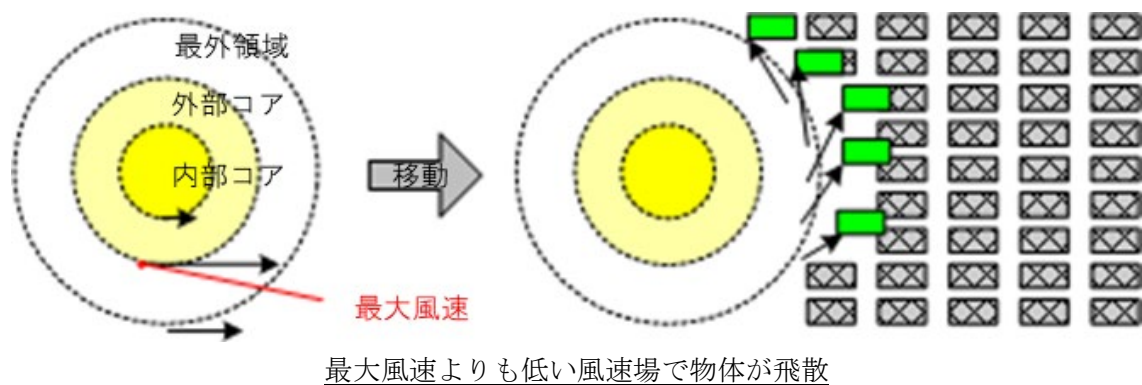 最外領域
外部コア
内部コア
移動
最大風速
最大風速よりも低い風速場で物体が飛散